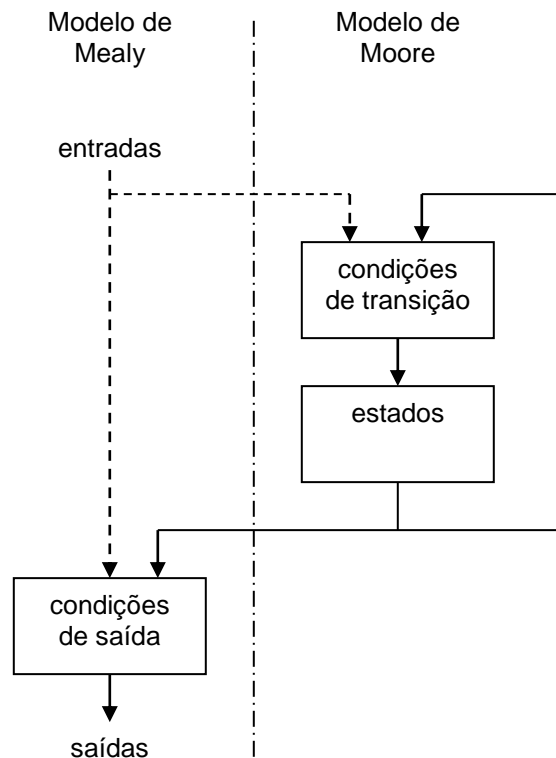 Modelo de
Mealy
Modelo de
Moore
entradas
condições
de transição
estados
condições
de saída
saídas